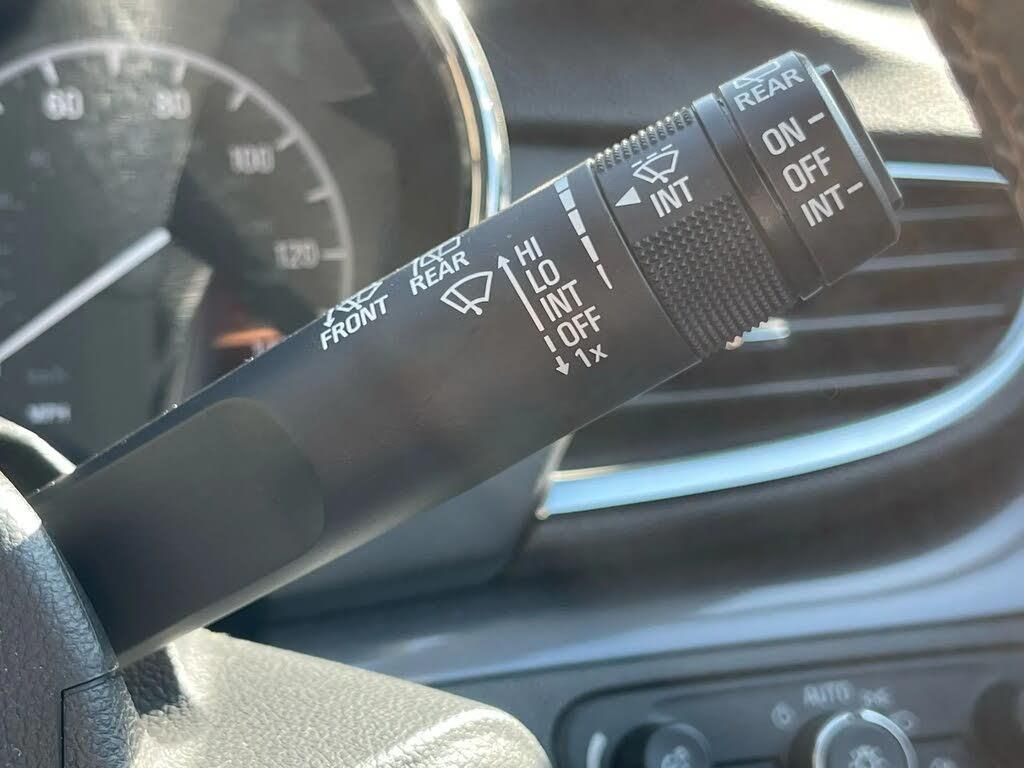 60
80
100
120
MPH
FRONT
REAR
HI
LO
INT
OFF
1x
INT
REAR
ON
OFF
INT
AUTO